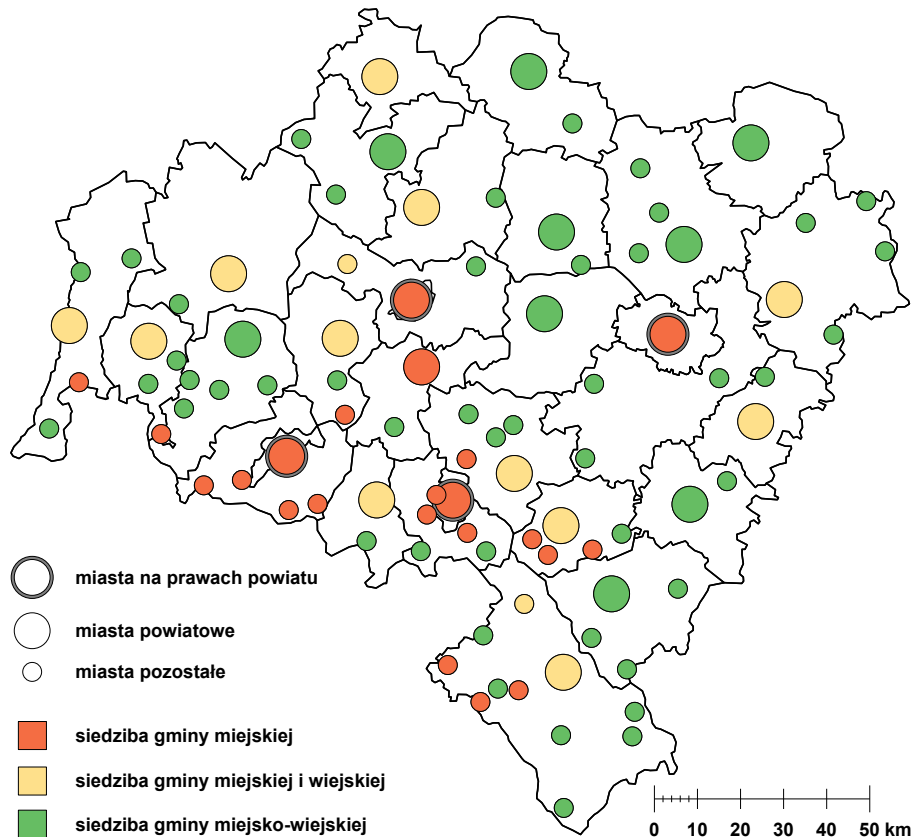 miasta na prawach powiatu
miasta powiatowe
miasta pozostałe
siedziba gminy miejskiej
siedziba gminy miejskiej i wiejskiej
siedziba gminy miejsko-wiejskiej
0 10 20 30 40 50 km